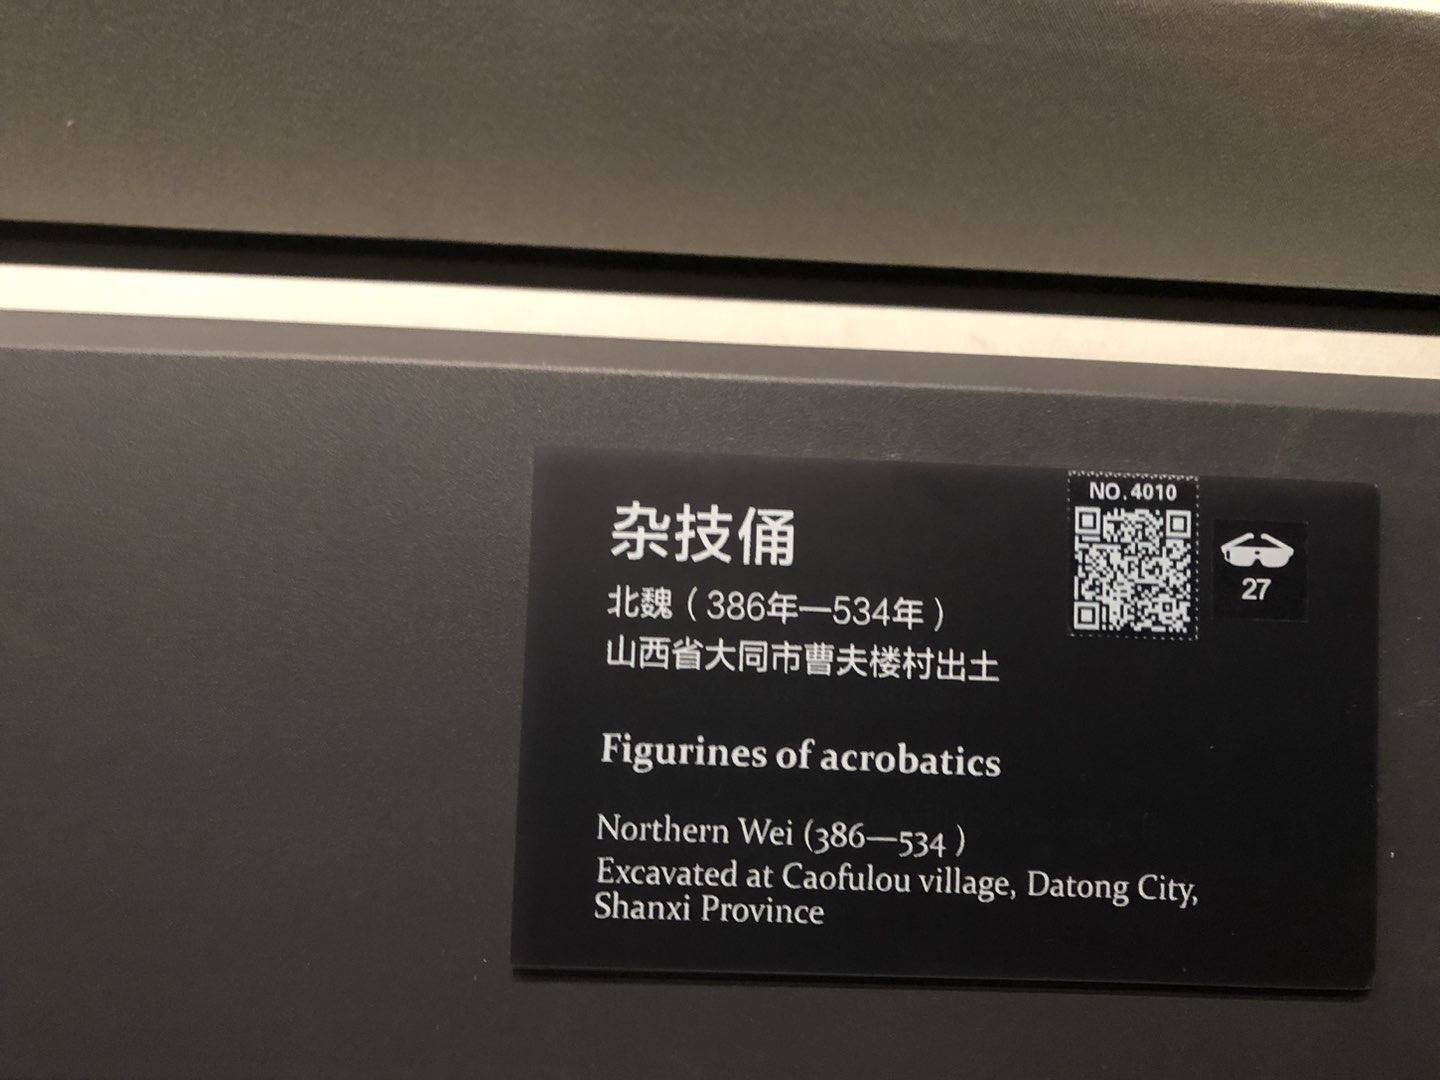 杂技俑
北魏（386年—534年）
山西省大同市曹夫楼村出土
Figurines of acrobatics
Northern Wei (386—534 )
Excavated at Caofulou village, Datong City,
Shanxi Province
NO.4010
27